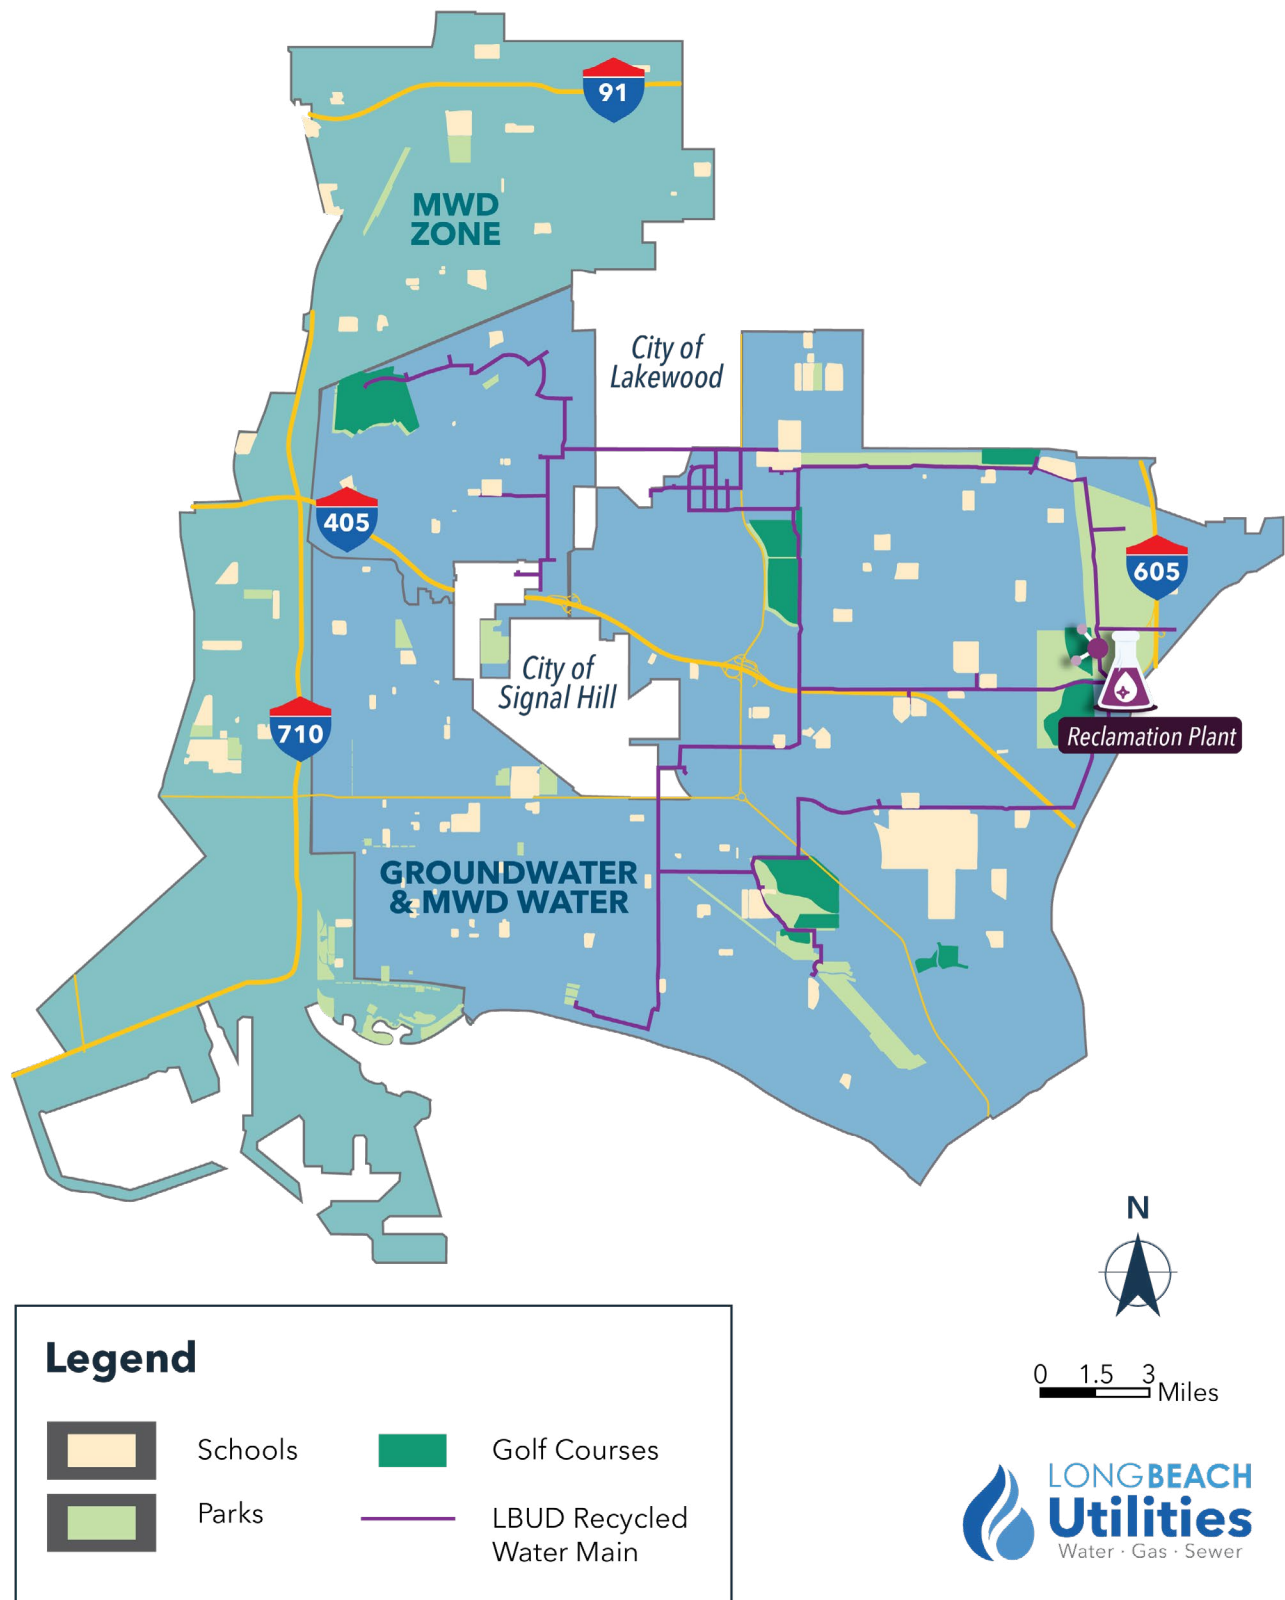 91
MWD
ZONE
City of
Lakewood
405
605
City of
Signal Hill
710
Reclamation Plant
GROUNDWATER
& MWD WATER
N
0 1.5 3
Miles
Legend
Schools
Golf Courses
Parks
LBUD Recycled
Water Main
LONGBEACH
Utilities
Water · Gas · Sewer